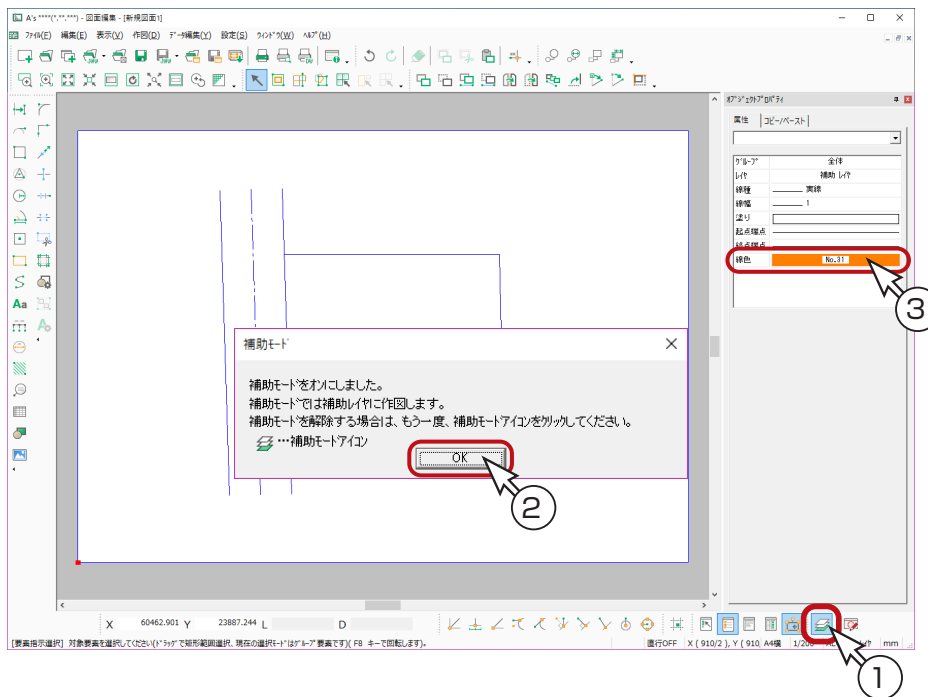 A's ****(*.**.***) - 図面編集 - [新規図面1]
ﾌｧｲﾙ(F) 編集(E) 表示(V) 作図(D) ﾃﾞｰﾀ編集(Y) 設定(S) ｳｨﾝﾄﾞｳ(W) ﾍﾙﾌﾟ(H)
ｵﾌﾞｼﾞｪｸﾄﾌﾟﾛﾊﾟﾃｨ
属性 ｺﾋﾟｰ/ﾍﾟｰｽﾄ
ｸﾞﾙｰﾌﾟ 全体
ﾚｲﾔ 補助 ﾚｲﾔ
線種 実線
線幅 1
塗り
起点端点
終点端点
線色 No.31
③
Aa
補助ﾓｰﾄﾞ
補助ﾓｰﾄﾞをｵﾝにしました。
補助ﾓｰﾄﾞでは補助ﾚｲﾔに作図します。
補助ﾓｰﾄﾞを解除する場合は、もう一度、補助ﾓｰﾄﾞｱｲｺﾝをｸﾘｯｸしてください。
…補助ﾓｰﾄﾞｱｲｺﾝ
OK
②
X 60462.901 Y 23887.244 L D
[要素指示選択] 対象要素を選択してください(ﾄﾞﾗｯｸﾞで矩形範囲選択、現在の選択ﾓｰﾄﾞはｸﾞﾙｰﾌﾟ要素です)( F8 キーで回転します)。
直行OFF X ( 910/2 ), Y ( 910, A4横 1/200 mm
①